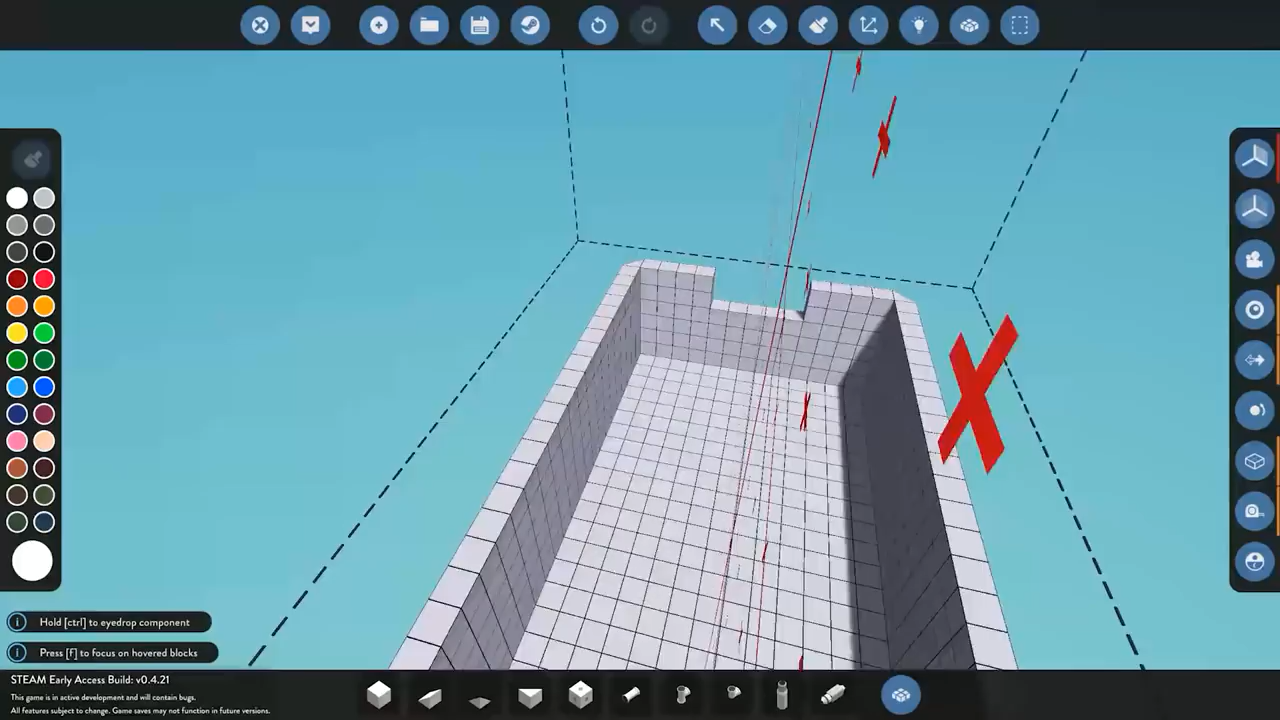 Hold [ctrl] to eyedrop component
Press [f] to focus on hovered blocks
STEAM Early Access Build: v0.4.21
This game is in active development and will contain bugs.
All features subject to change. Game saves may not function in future versions.